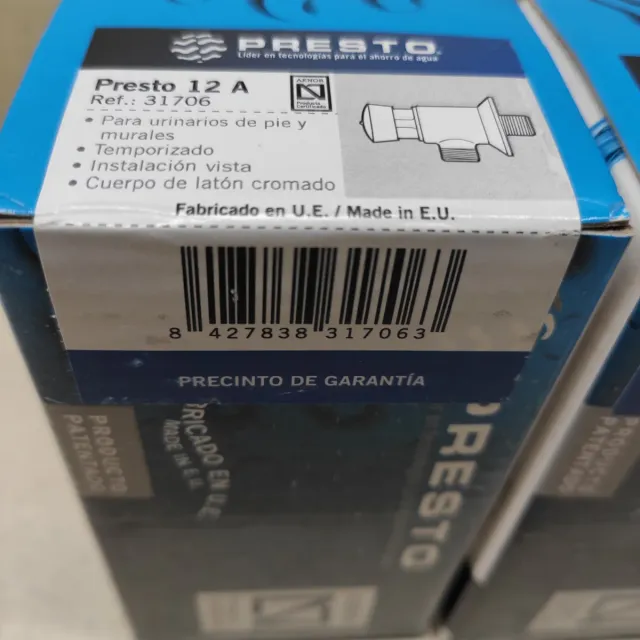 PRESTO
Líder en tecnologías para el ahorro de agua
Presto 12 A
Ref.: 31706
AENOR
N
Producto
Certificado
• Para urinarios de pie y
murales
• Temporizado
• Instalación vista
• Cuerpo de latón cromado
Fabricado en U.E. / Made in E.U.
8 427838 317063
PRECINTO DE GARANTÍA
PRODUCTO
PATENTADO
FABRICADO EN U.E.
MADE IN E.U.
PRESTO
PRODUCTO
PATENTADO